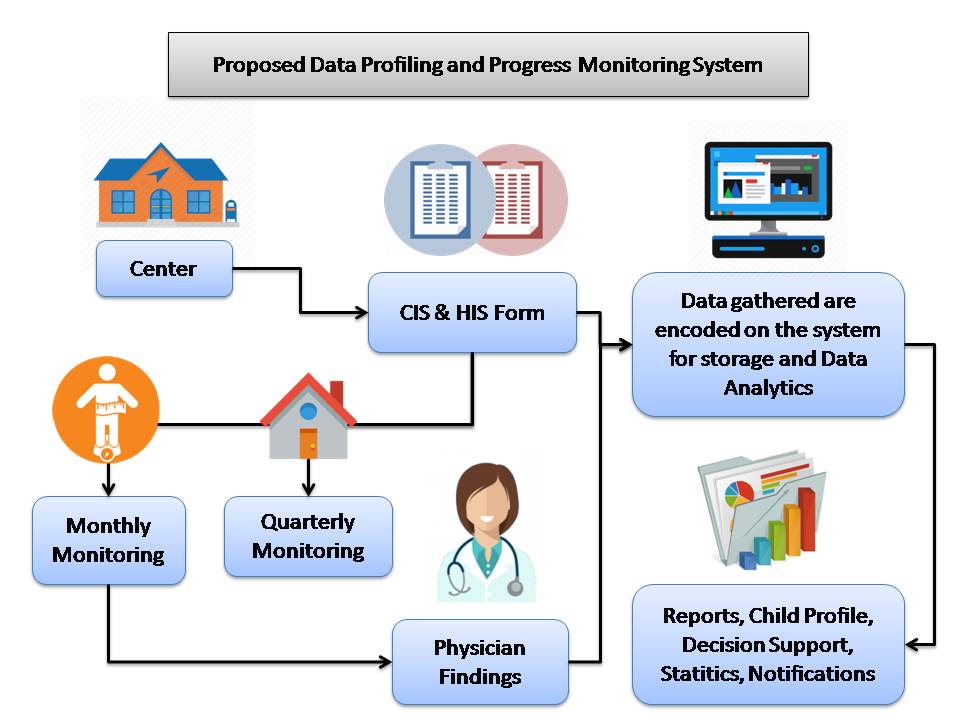 Proposed Data Profiling and Progress Monitoring System
Center
CIS & HIS Form
Data gathered are
encoded on the system
for storage and Data
Analytics
Monthly
Monitoring
Quarterly
Monitoring
Physician
Findings
Reports, Child Profile,
Decision Support,
Statitics, Notifications